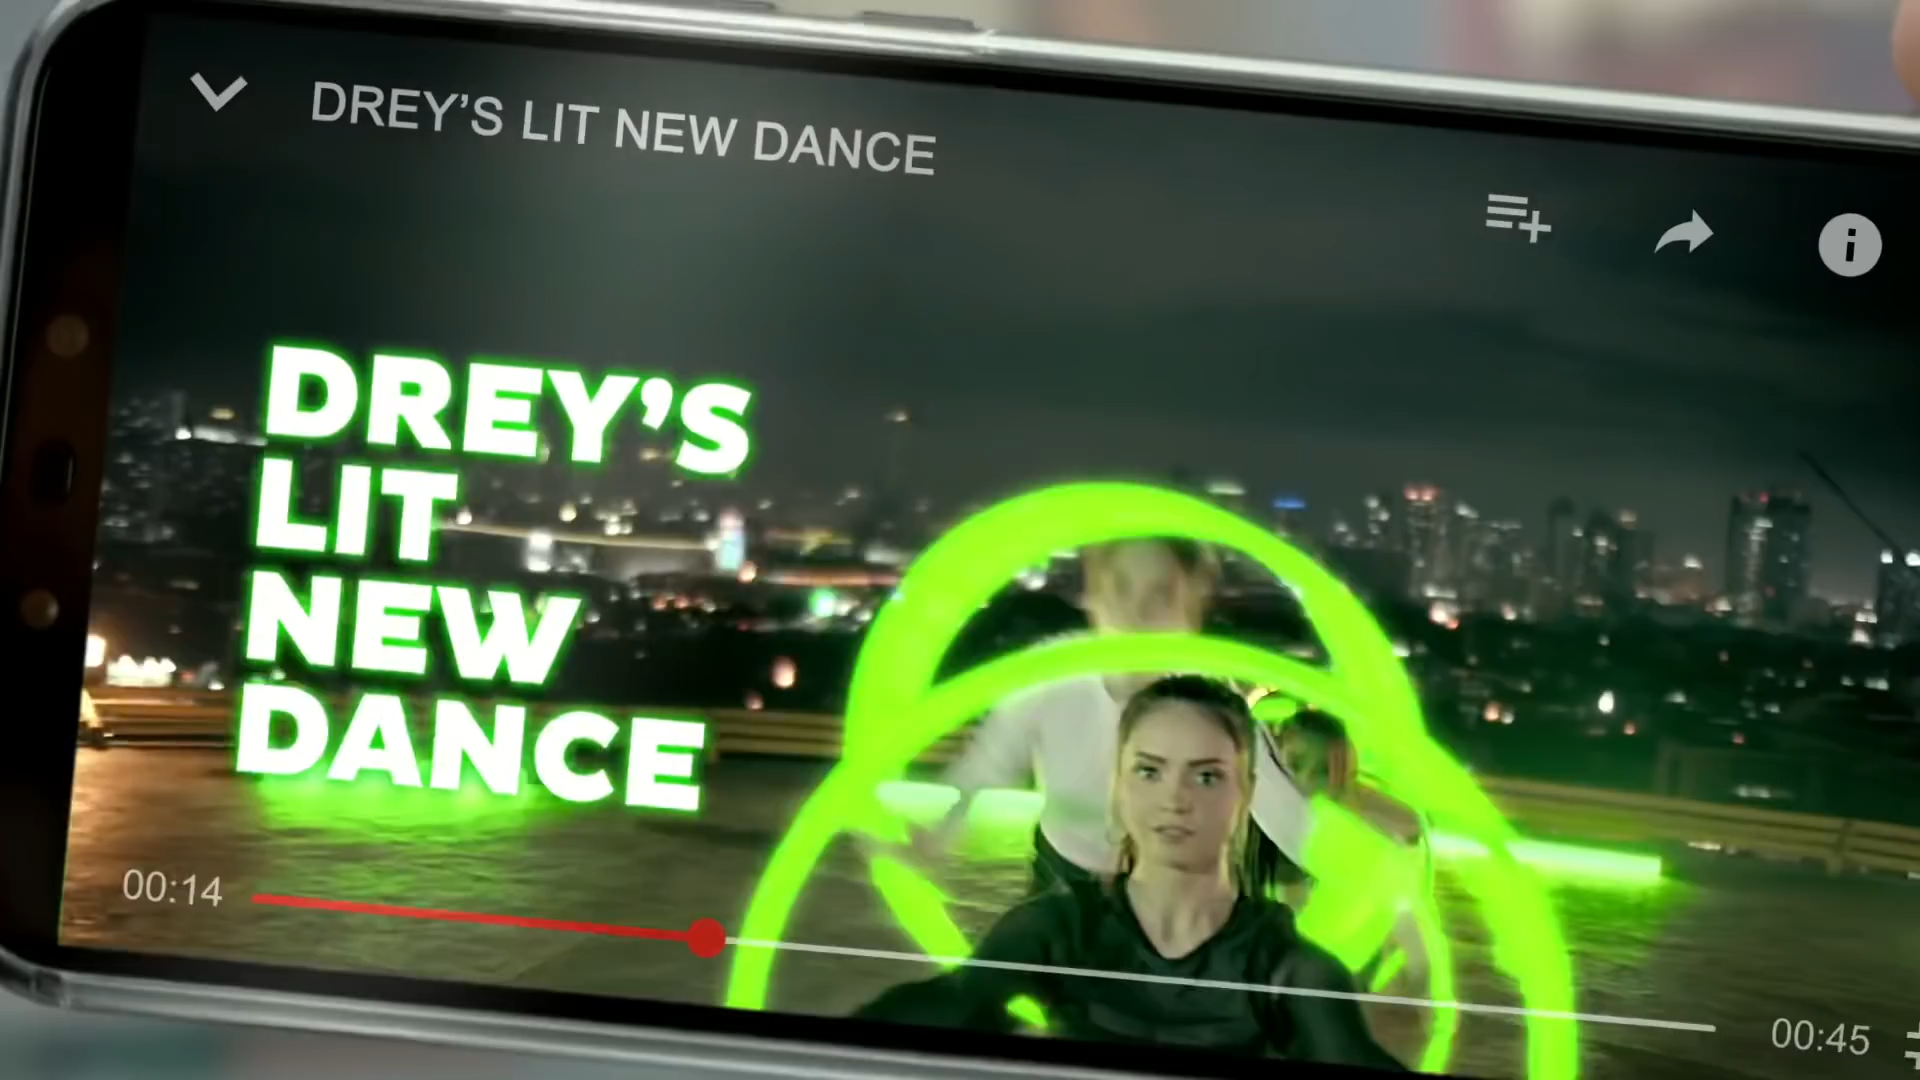 DREY’S LIT NEW DANCE
DREY’S
LIT
NEW
DANCE
00:14
00:45